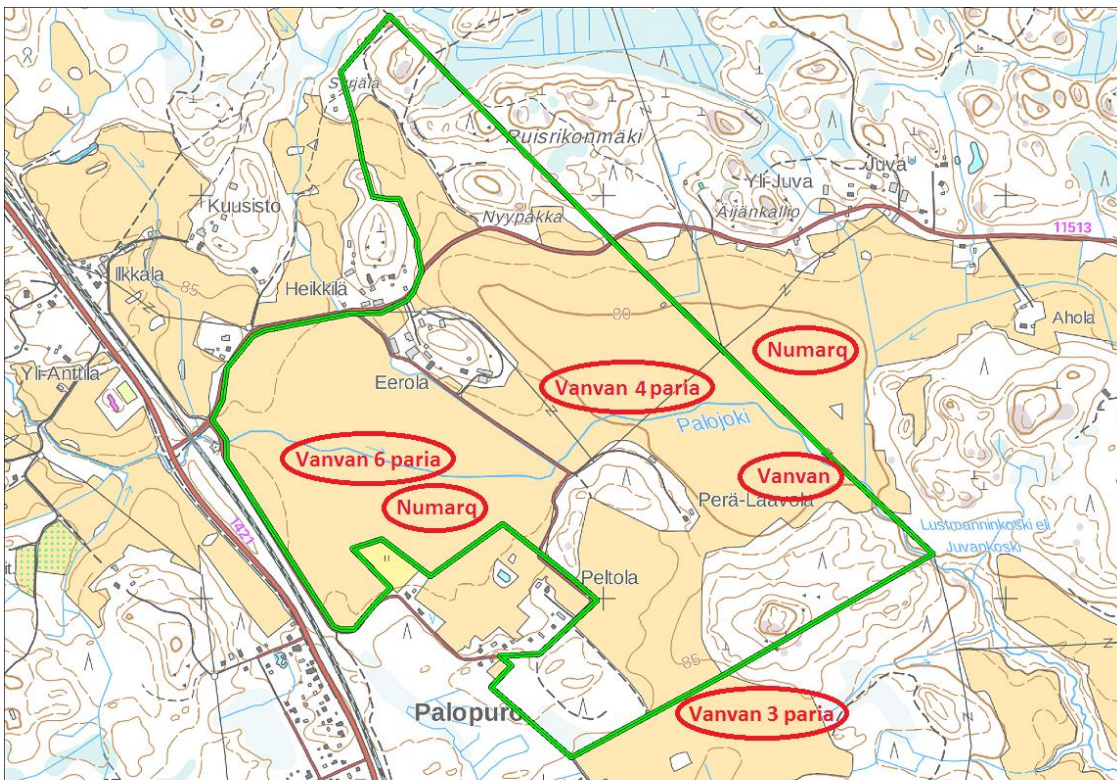 Syrjälä
Ruisrikonmäki
Juva
Yli-Juva
Kuusisto
Nyypakka
Äijänkallio
11513
Ilkkala
85
Heikkilä
80
Ahola
Numarq
Yli-Anttila
Eerola
Vanvan 4 paria
Palojoki
Vanvan 6 paria
Vanvan
Numarq
Perä-Laavola
1421
Lustmanninkoski eli
Juvankoski
it.
Peltola
85
Palopuro
Vanvan 3 paria